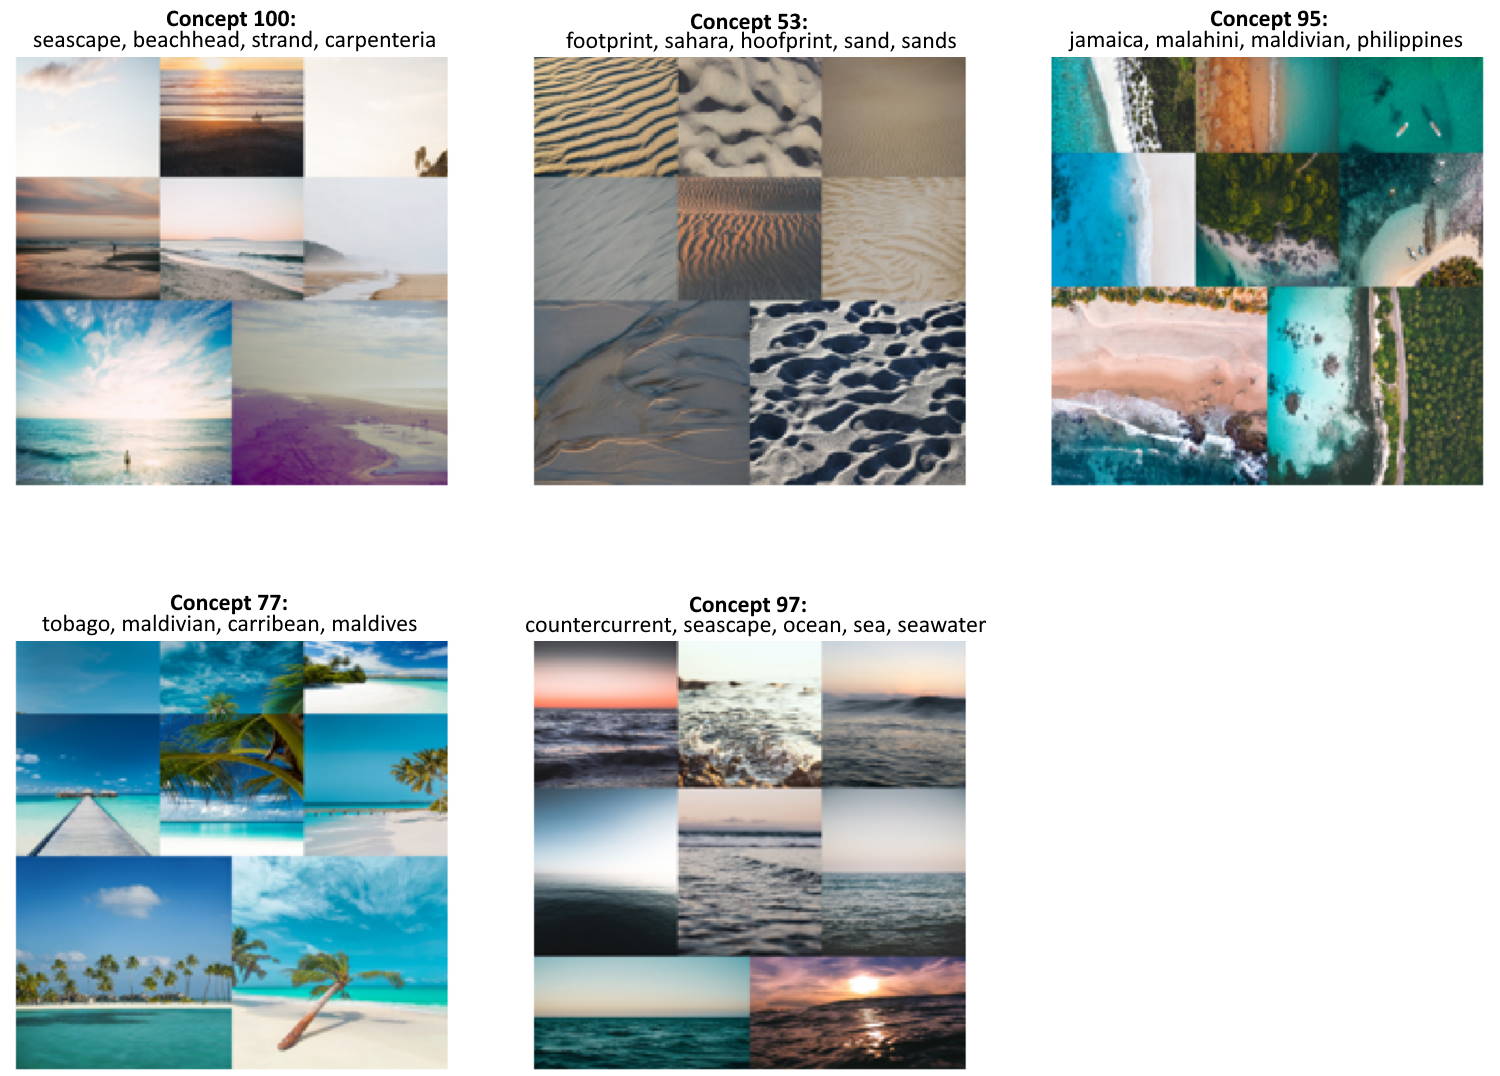 Concept 100:
seascape, beachhead, strand, carpenteria
Concept 53:
footprint, sahara, hoofprint, sand, sands
Concept 95:
jamaica, malahini, maldivian, philippines
Concept 77:
tobago, maldivian, carribean, maldives
Concept 97:
countercurrent, seascape, ocean, sea, seawater